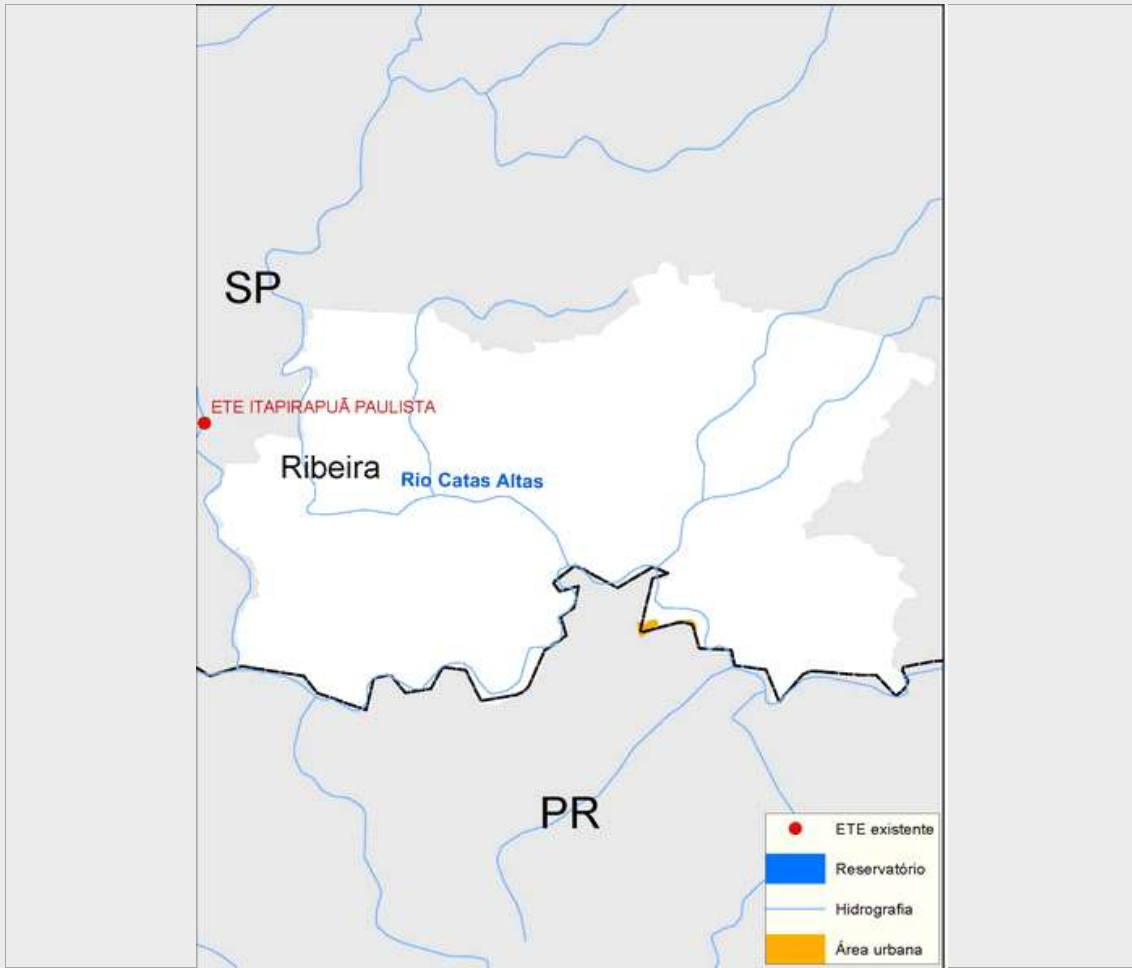 SP
ETE ITAPIRAPUÃ PAULISTA
Ribeira
Rio Catas Altas
PR
ETE existente
Reservatório
Hidrografia
Área urbana